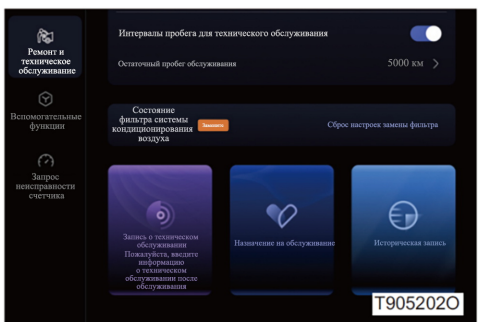 Ремонт и
техническое
обслуживание
Вспомогательные
функции
Запрос
неисправности
счетчика
Интервалы пробега для технического обслуживания
Остаточный пробег обслуживания
5000 км
Состояние
фильтра системы
кондиционирования
воздуха
Сброс настроек замены фильтра
Запись о техническом
обслуживании
Пожалуйста, введите
информацию
о техническом
обслуживании после
обслуживания
Назначение на обслуживание
Историческая запись
T905202O